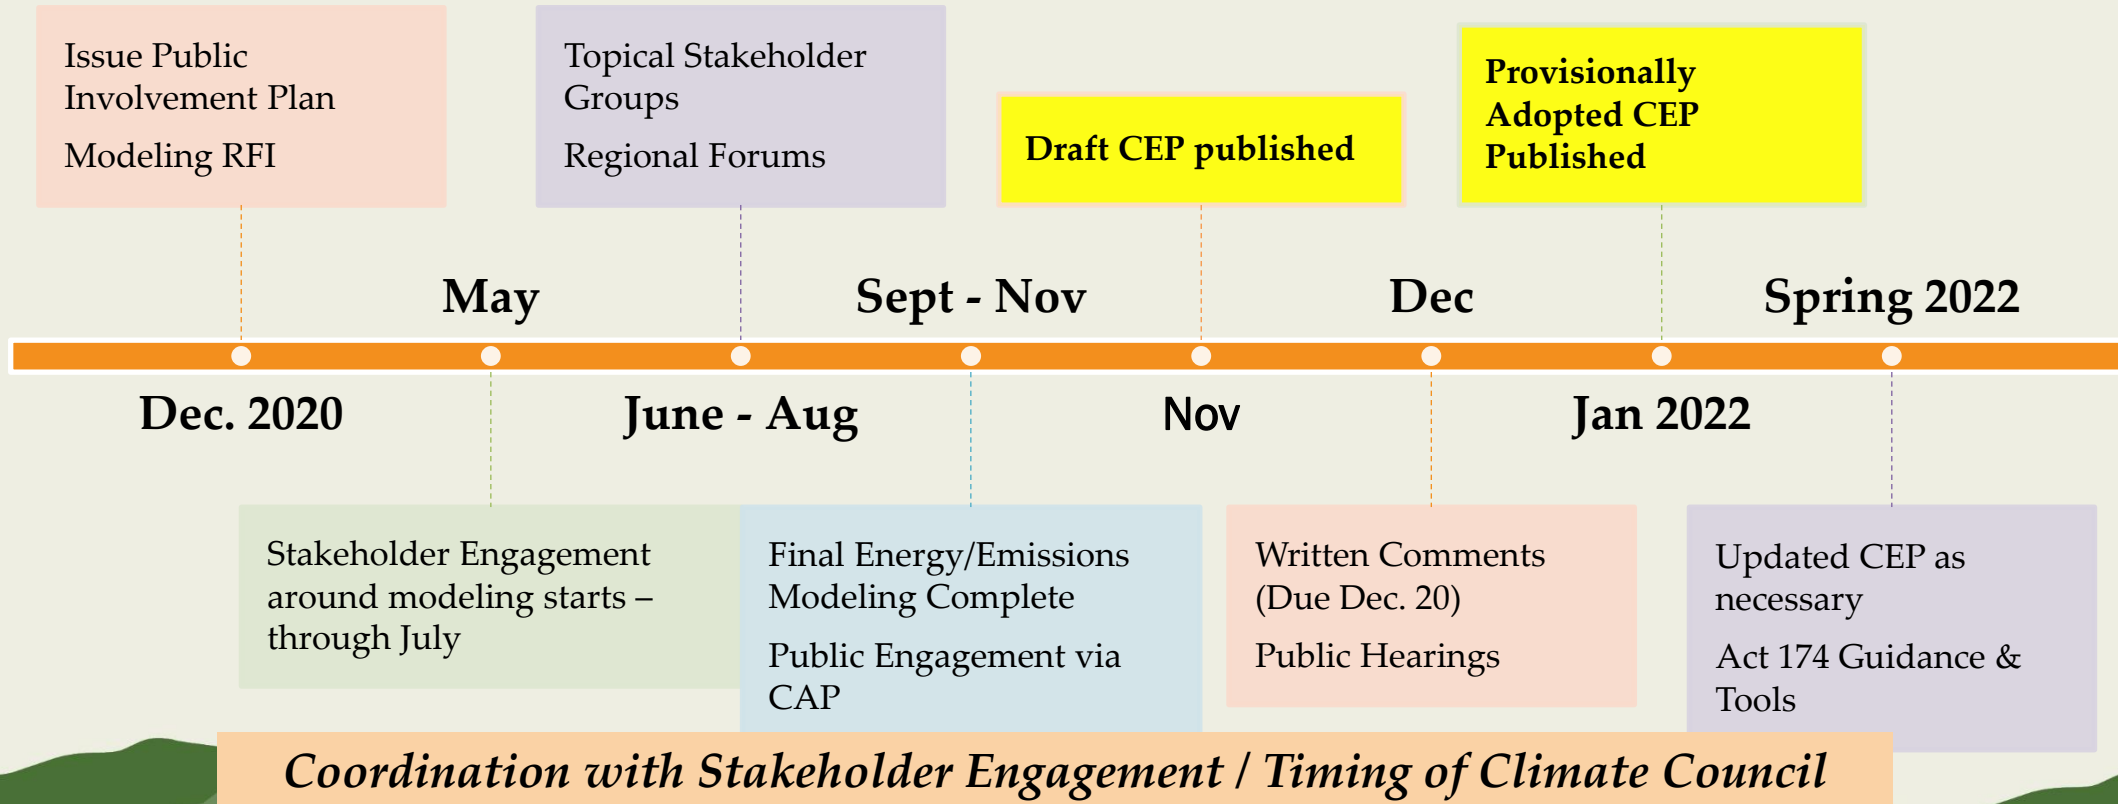 Issue Public
Involvement Plan
Modeling RFI
Topical Stakeholder
Groups
Regional Forums
Draft CEP published
Provisionally
Adopted CEP
Published
May
Sept - Nov
Dec
Spring 2022
Dec. 2020
June - Aug
Nov
Jan 2022
Stakeholder Engagement
around modeling starts –
through July
Final Energy/Emissions
Modeling Complete
Public Engagement via
CAP
Written Comments
(Due Dec. 20)
Public Hearings
Updated CEP as
necessary
Act 174 Guidance &
Tools
Coordination with Stakeholder Engagement / Timing of Climate Council